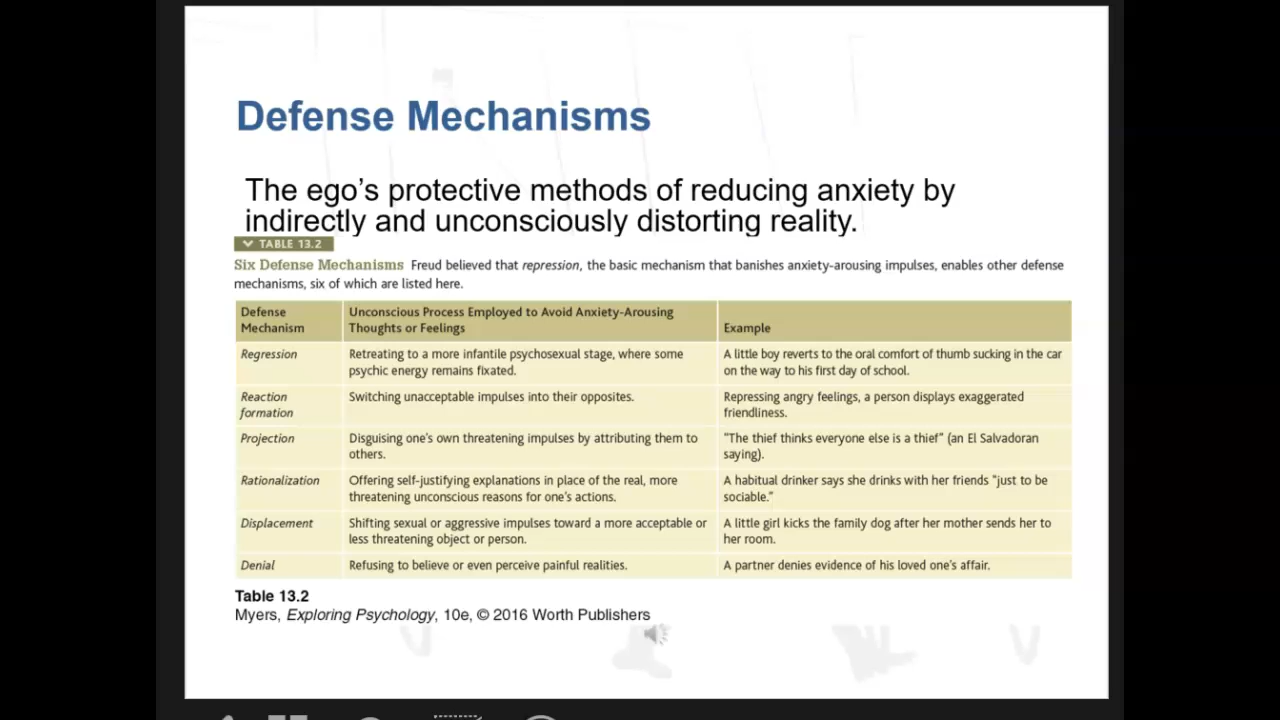 Defense Mechanisms
The ego’s protective methods of reducing anxiety by
indirectly and unconsciously distorting reality.
TABLE 13.2
Six Defense Mechanisms Freud believed that repression, the basic mechanism that banishes anxiety-arousing impulses, enables other defense
mechanisms, six of which are listed here.
Defense
Mechanism
Unconscious Process Employed to Avoid Anxiety-Arousing
Thoughts or Feelings
Example
Regression
Retreating to a more infantile psychosexual stage, where some
psychic energy remains fixated.
A little boy reverts to the oral comfort of thumb sucking in the car
on the way to his first day of school.
Reaction
formation
Switching unacceptable impulses into their opposites.
Repressing angry feelings, a person displays exaggerated
friendliness.
Projection
Disguising one’s own threatening impulses by attributing them to
others.
“The thief thinks everyone else is a thief” (an El Salvadoran
saying).
Rationalization
Offering self-justifying explanations in place of the real, more
threatening unconscious reasons for one’s actions.
A habitual drinker says she drinks with her friends “just to be
sociable.”
Displacement
Shifting sexual or aggressive impulses toward a more acceptable or
less threatening object or person.
A little girl kicks the family dog after her mother sends her to
her room.
Denial
Refusing to believe or even perceive painful realities.
A partner denies evidence of his loved one’s affair.
Table 13.2
Myers, Exploring Psychology, 10e, © 2016 Worth Publishers